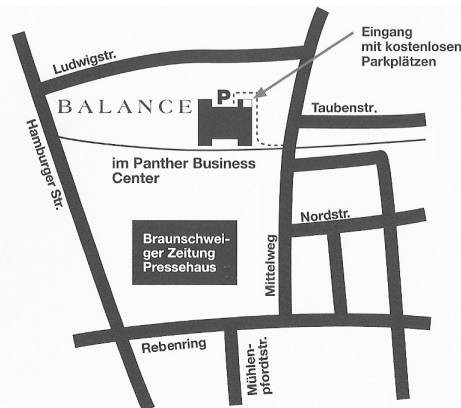 Eingang
mit kostenlosen
Parkplätzen
Ludwigstr.
P
BALANCE
Taubenstr.
Hamburger Str.
im Panther Business
Center
Nordstr.
Braunschwei-
ger Zeitung
Pressehaus
Mittelweg
Rebenring
Mühlen-
pfordtstr.